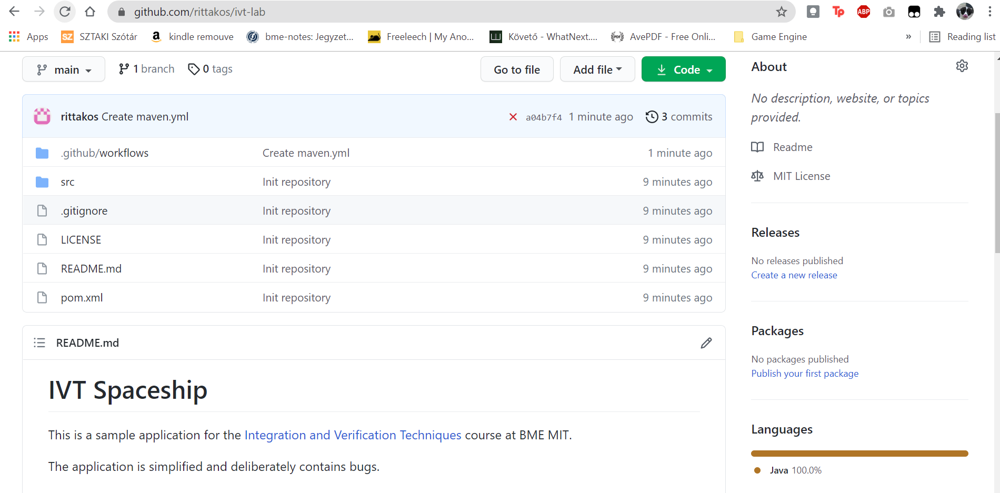 github.com/rittakos/ivt-lab
Tp
ABP
Apps
SZ SZTAKI Szótár
a kindle remouve
bme-notes: Jegyzet...
Freeleech | My Ano...
Követő - WhatNext....
AvePDF - Free Onli...
Game Engine
»
Reading list
main
1 branch
0 tags
Go to file
Add file
Code
rittakos Create maven.yml
a04b7f4 1 minute ago
3 commits
.github/workflows Create maven.yml 1 minute ago
src Init repository 9 minutes ago
.gitignore Init repository 9 minutes ago
LICENSE Init repository 9 minutes ago
README.md Init repository 9 minutes ago
pom.xml Init repository 9 minutes ago
README.md
IVT Spaceship
This is a sample application for the Integration and Verification Techniques course at BME MIT.
The application is simplified and deliberately contains bugs.
About
No description, website, or topics
provided.
Readme
MIT License
Releases
No releases published
Create a new release
Packages
No packages published
Publish your first package
Languages
Java 100.0%